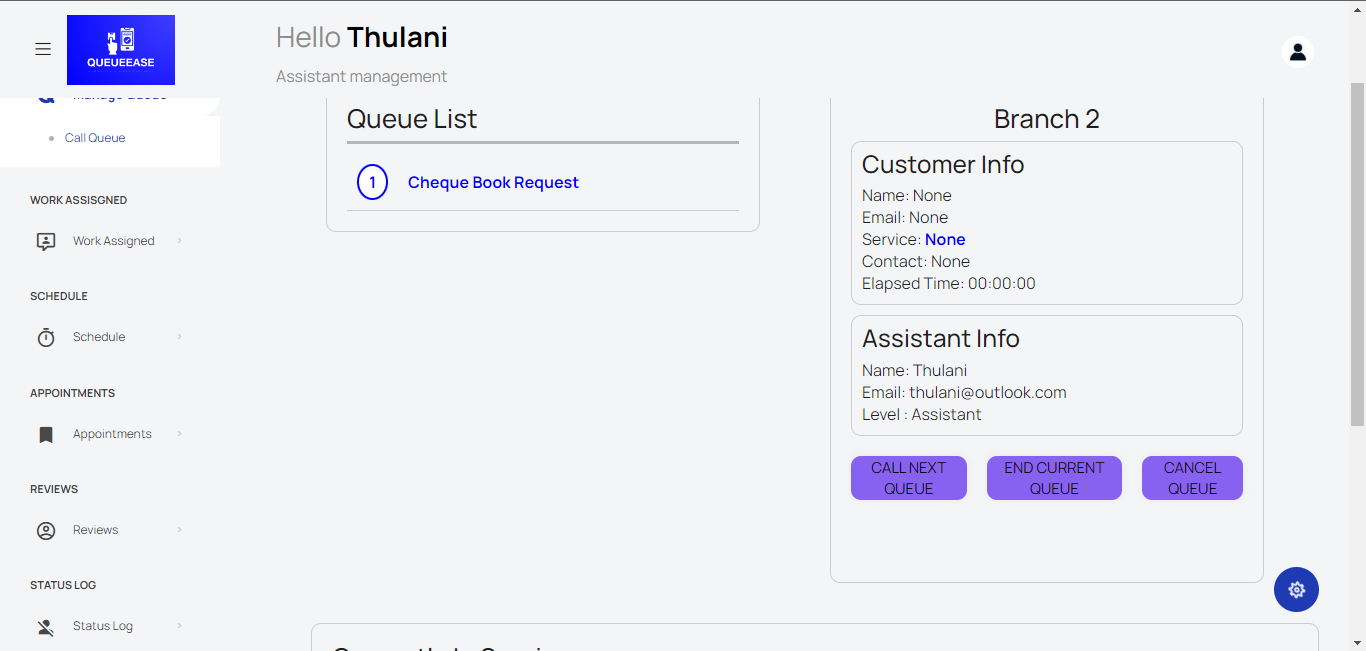 QUEUEEASE
Hello Thulani
Assistant management
Manage Queue
Call Queue
WORK ASSISGNED
Work Assigned
SCHEDULE
Schedule
APPOINTMENTS
Appointments
REVIEWS
Reviews
STATUS LOG
Status Log
Queue List
1 Cheque Book Request
Branch 2
Customer Info
Name: None
Email: None
Service: None
Contact: None
Elapsed Time: 00:00:00
Assistant Info
Name: Thulani
Email: thulani@outlook.com
Level : Assistant
CALL NEXT
QUEUE
END CURRENT
QUEUE
CANCEL
QUEUE